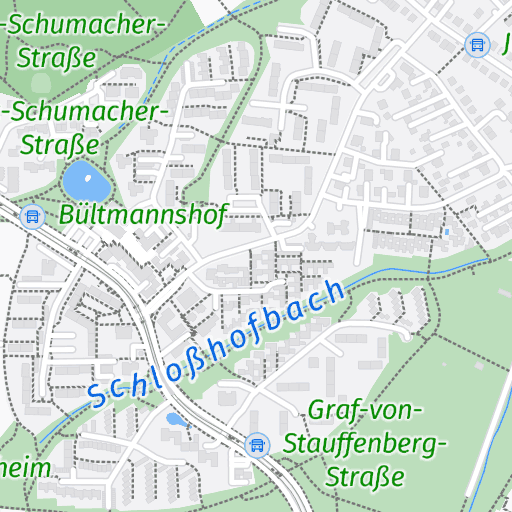 -Schumacher-
Straße
J
-Schumacher-
Straße
Bültmannshof
Schloßhofbach
Graf-von-
Stauffenberg-
Straße
heim